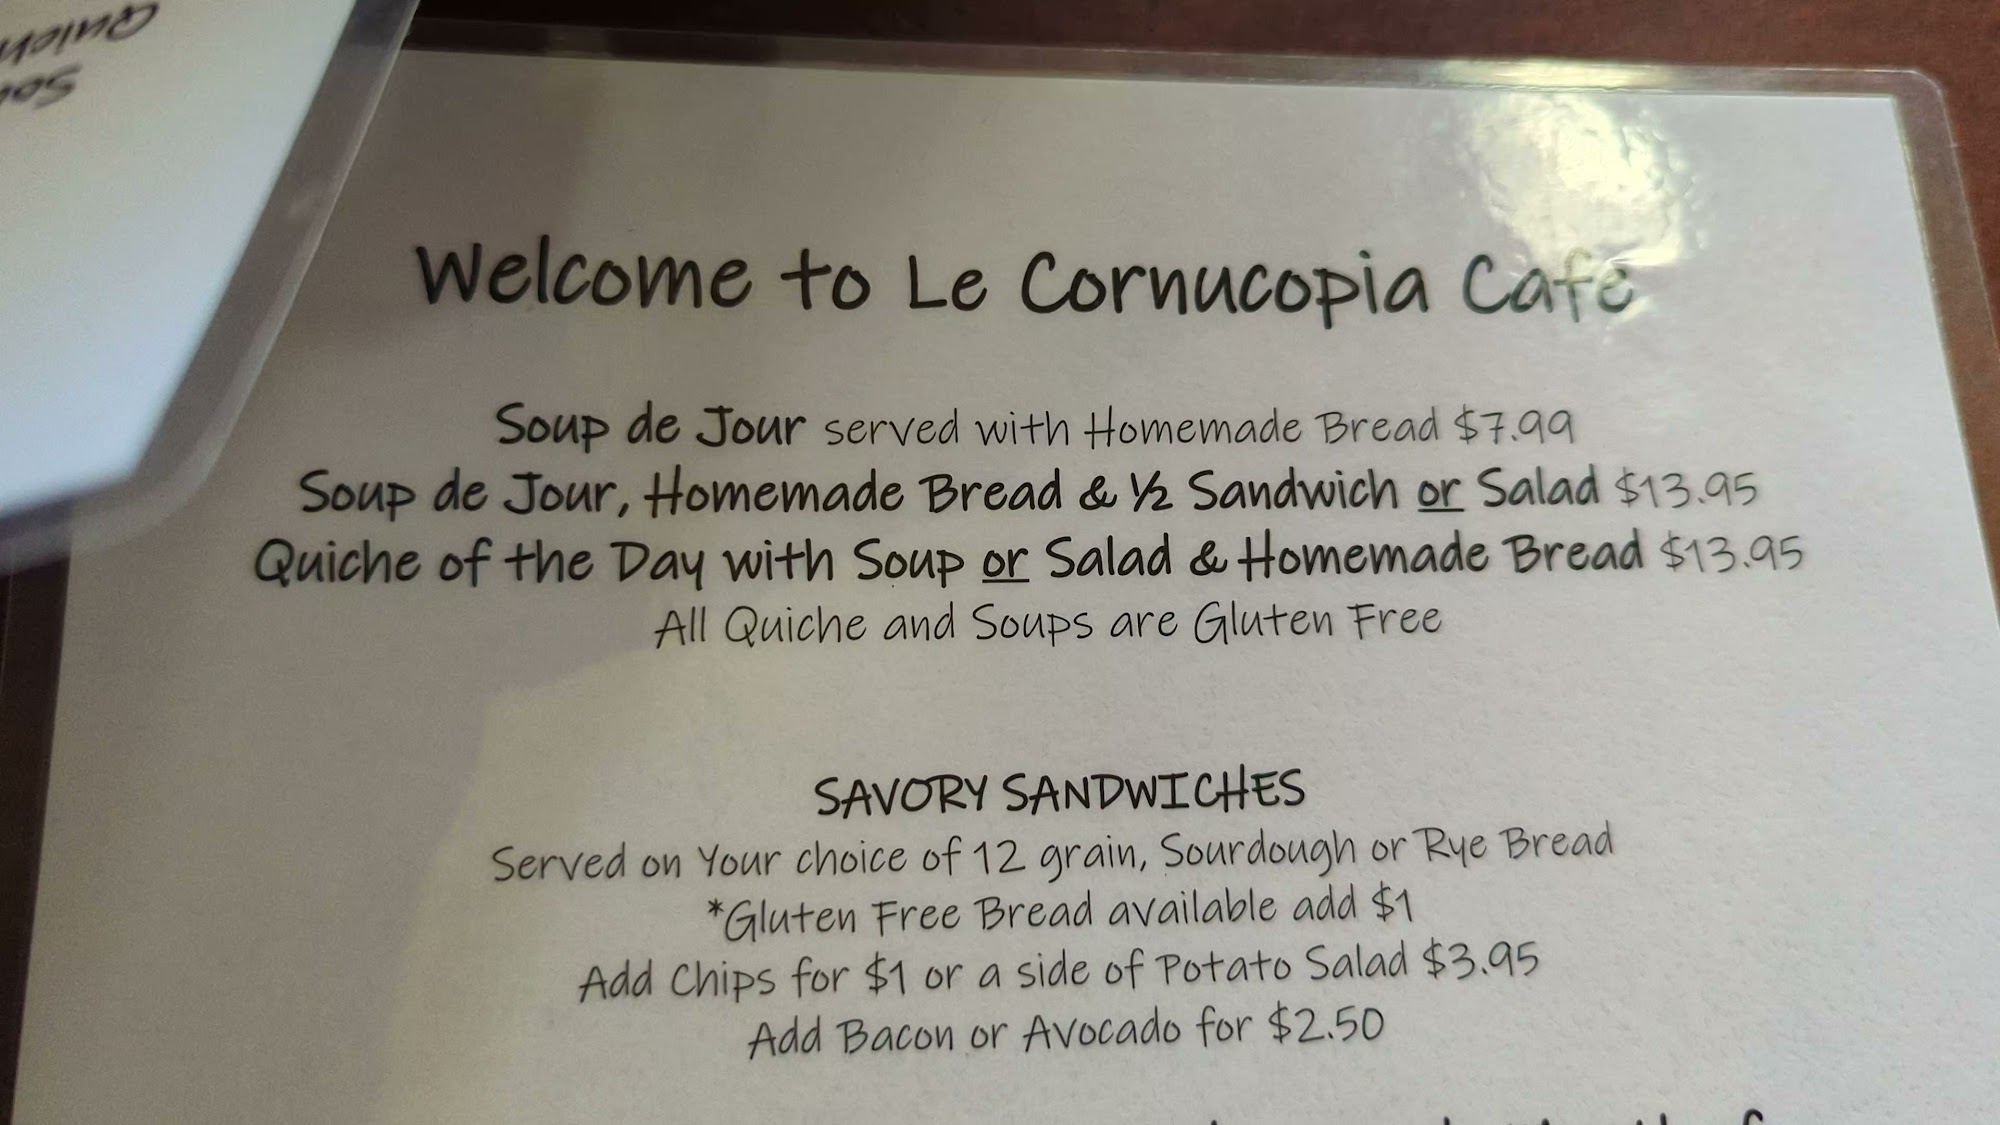 Welcome to Le Cornucopia Cafe
Soup de Jour served with Homemade Bread $7.99
Soup de Jour, Homemade Bread & ½ Sandwich or Salad $13.95
Quiche of the Day with Soup or Salad & Homemade Bread $13.95
All Quiche and Soups are Gluten Free
SAVORY SANDWICHES
Served on Your choice of 12 grain, Sourdough or Rye Bread
*Gluten Free Bread available add $1
Add Chips for $1 or a side of Potato Salad $3.95
Add Bacon or Avocado for $2.50